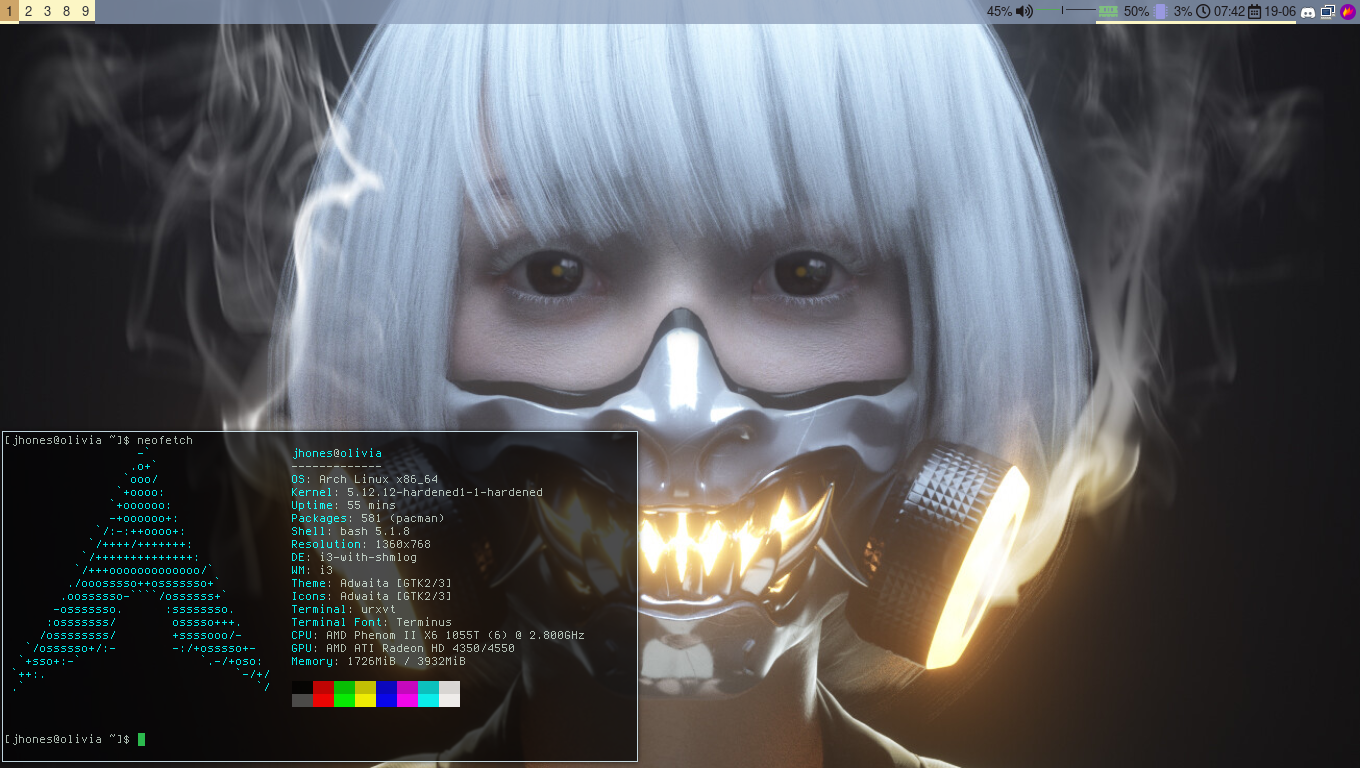 1 2 3 8 9 45% 50% 3% 07:42 19-06
[jhones@olivia ~]$ neofetch
-`
.o+`
`ooo/
`+oooo:
`+oooooo:
-+oooooo+:
`/:-:++oooo+:
`/++++/+++++++:
`/++++++++++++++:
`/+++ooooooooooooo/`
./ooosssso++osssssso+`
.oossssso-````/ossssss+`
-osssssso. :ssssssso.
:osssssss/ osssso+++.
/ossssssss/ +ssssooo/-
`/ossssso+/:- -:/+osssso+-
`+sso+:-` `.-/+oso:
`++:. `-/+/
.` `/
jhones@olivia
-------------
OS: Arch Linux x86_64
Kernel: 5.12.12-hardened1-1-hardened
Uptime: 55 mins
Packages: 581 (pacman)
Shell: bash 5.1.8
Resolution: 1360x768
DE: i3-with-shmlog
WM: i3
Theme: Adwaita [GTK2/3]
Icons: Adwaita [GTK2/3]
Terminal: urxvt
Terminal Font: Terminus
CPU: AMD Phenom II X6 1055T (6) @ 2.800GHz
GPU: AMD ATI Radeon HD 4350/4550
Memory: 1726MiB / 3932MiB
[jhones@olivia ~]$